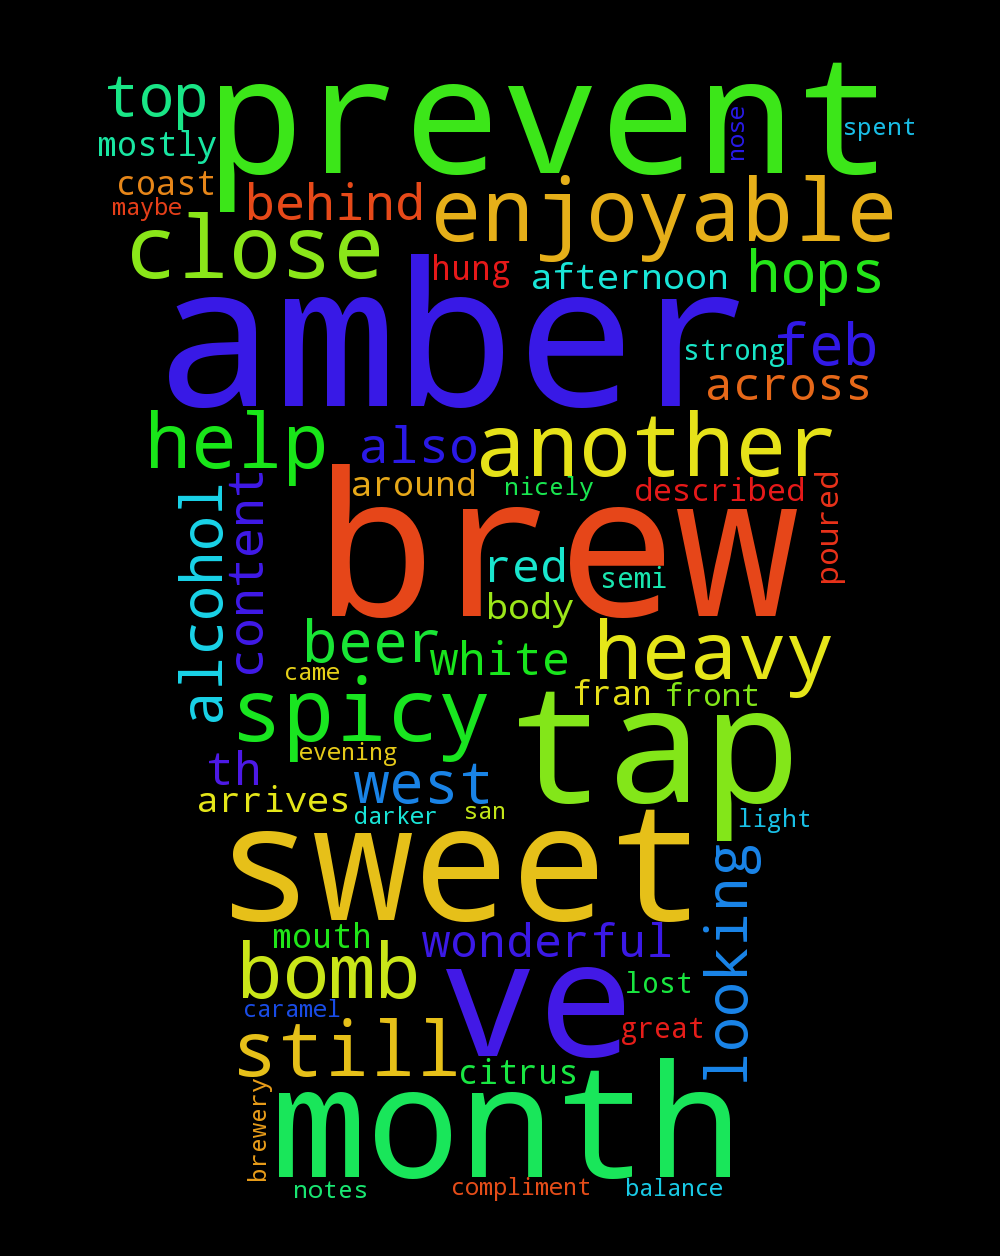 prevent
top
nose
spent
mostly
coast
maybe
behind
enjoyable
close
hung
afternoon
hops
amber
strong
feb
across
help
also
another
around
nicely
described
poured
alcohol
content
brew
red
semi
body
beer
white
heavy
came
spicy
fran
front
tap
evening
th
west
arrives
darker
san
light
sweet
looking
mouth
wonderful
bomb
ve
lost
caramel
great
still
citrus
brewery
month
notes
compliment
balance